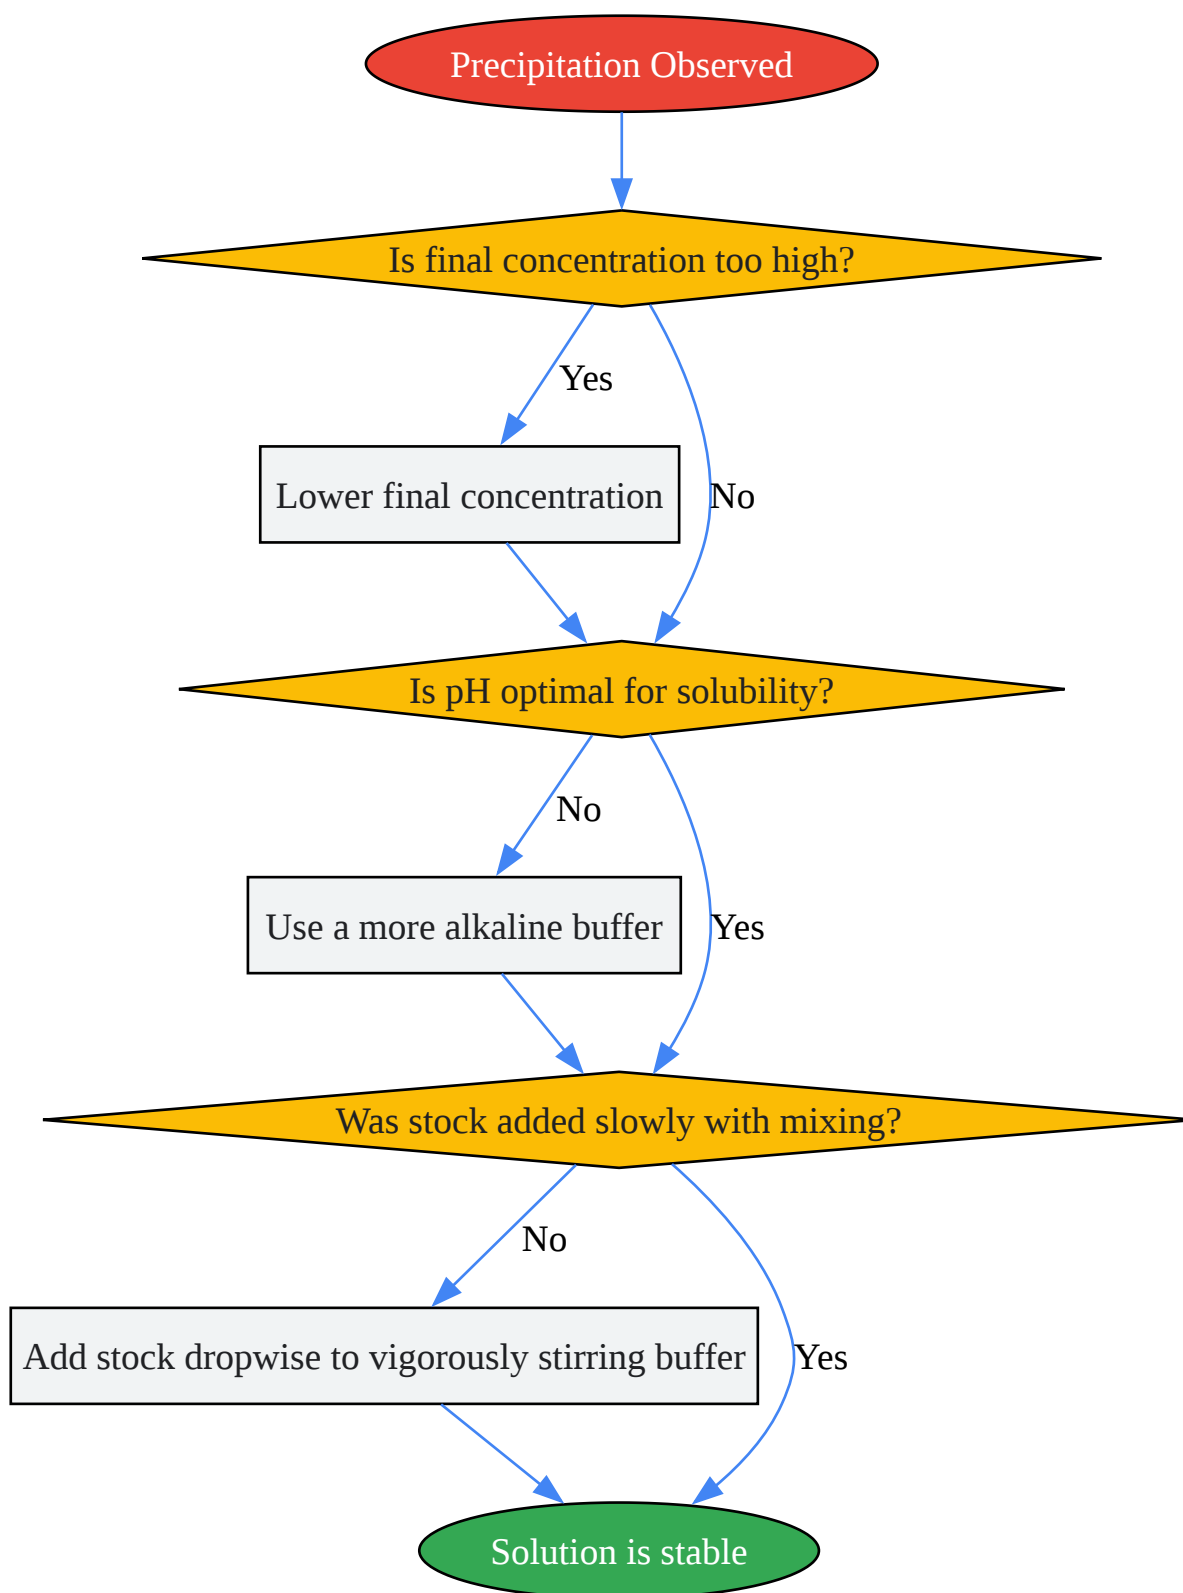 Precipitation Observed
Is final concentration too high?
Yes
Lower final concentration
No
Is pH optimal for solubility?
No
Use a more alkaline buffer
Yes
Was stock added slowly with mixing?
No
Add stock dropwise to vigorously stirring buffer
Yes
Solution is stable